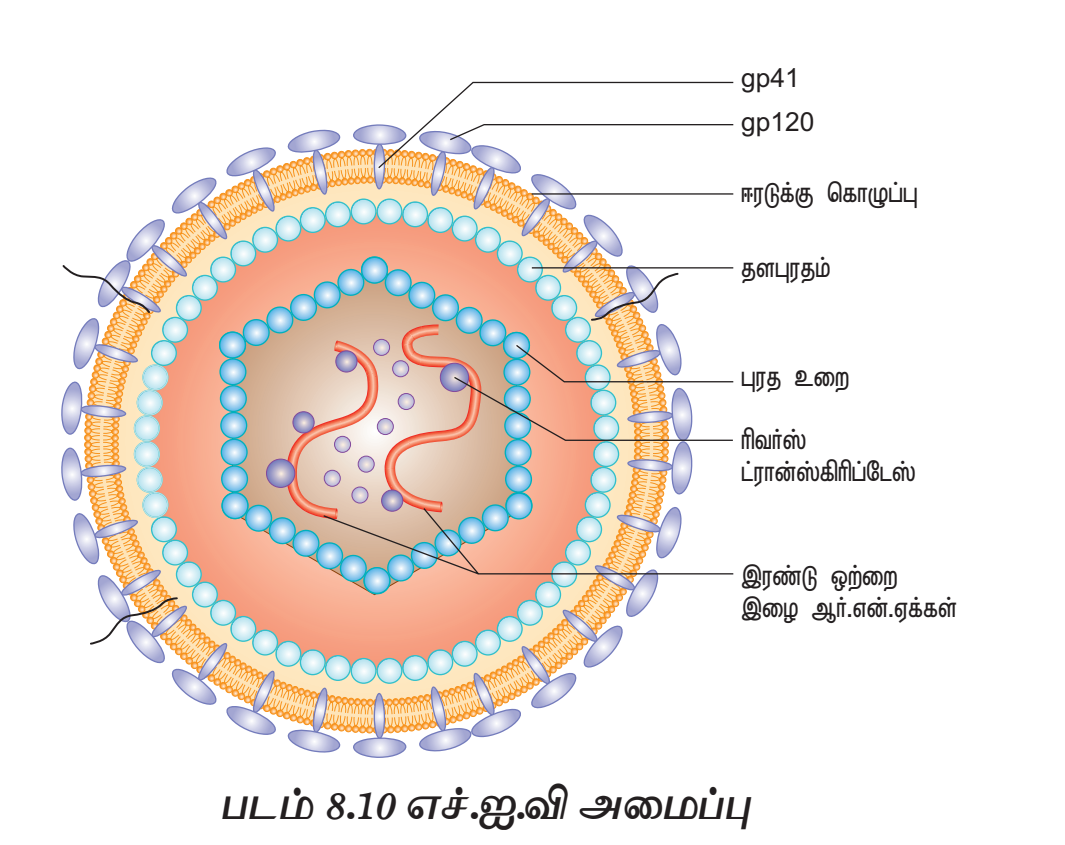 gp41
gp120
ஈரடுக்கு கொழுப்பு
தளபுரதம்
புரத உறை
ரிவர்ஸ்
ட்ரான்ஸ்கிரிப்டேஸ்
இரண்டு ஒற்றை
இழை ஆர்.என்.ஏக்கள்
படம் 8.10 எச்.ஐ.வி அமைப்பு